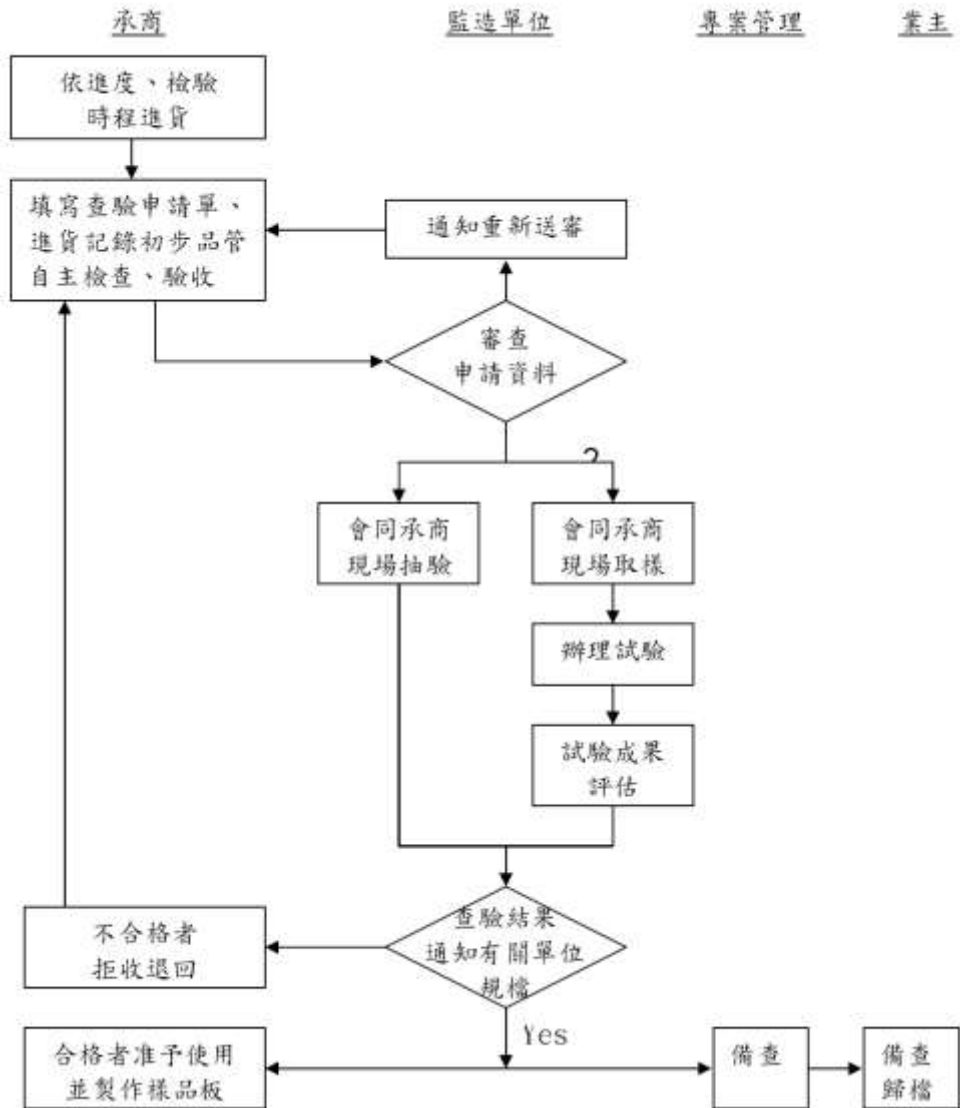 承商
監造單位
專案管理
業主
依進度、檢驗
時程進貨
填寫查驗申請單、
進貨記錄初步品管
自主檢查、驗收
通知重新送審
審查
申請資料
?
會同承商
現場抽驗
會同承商
現場取樣
辦理試驗
試驗成果
評估
查驗結果
通知有關單位
規檔
不合格者
拒收退回
Yes
合格者准予使用
並製作樣品板
備查
備查
歸檔